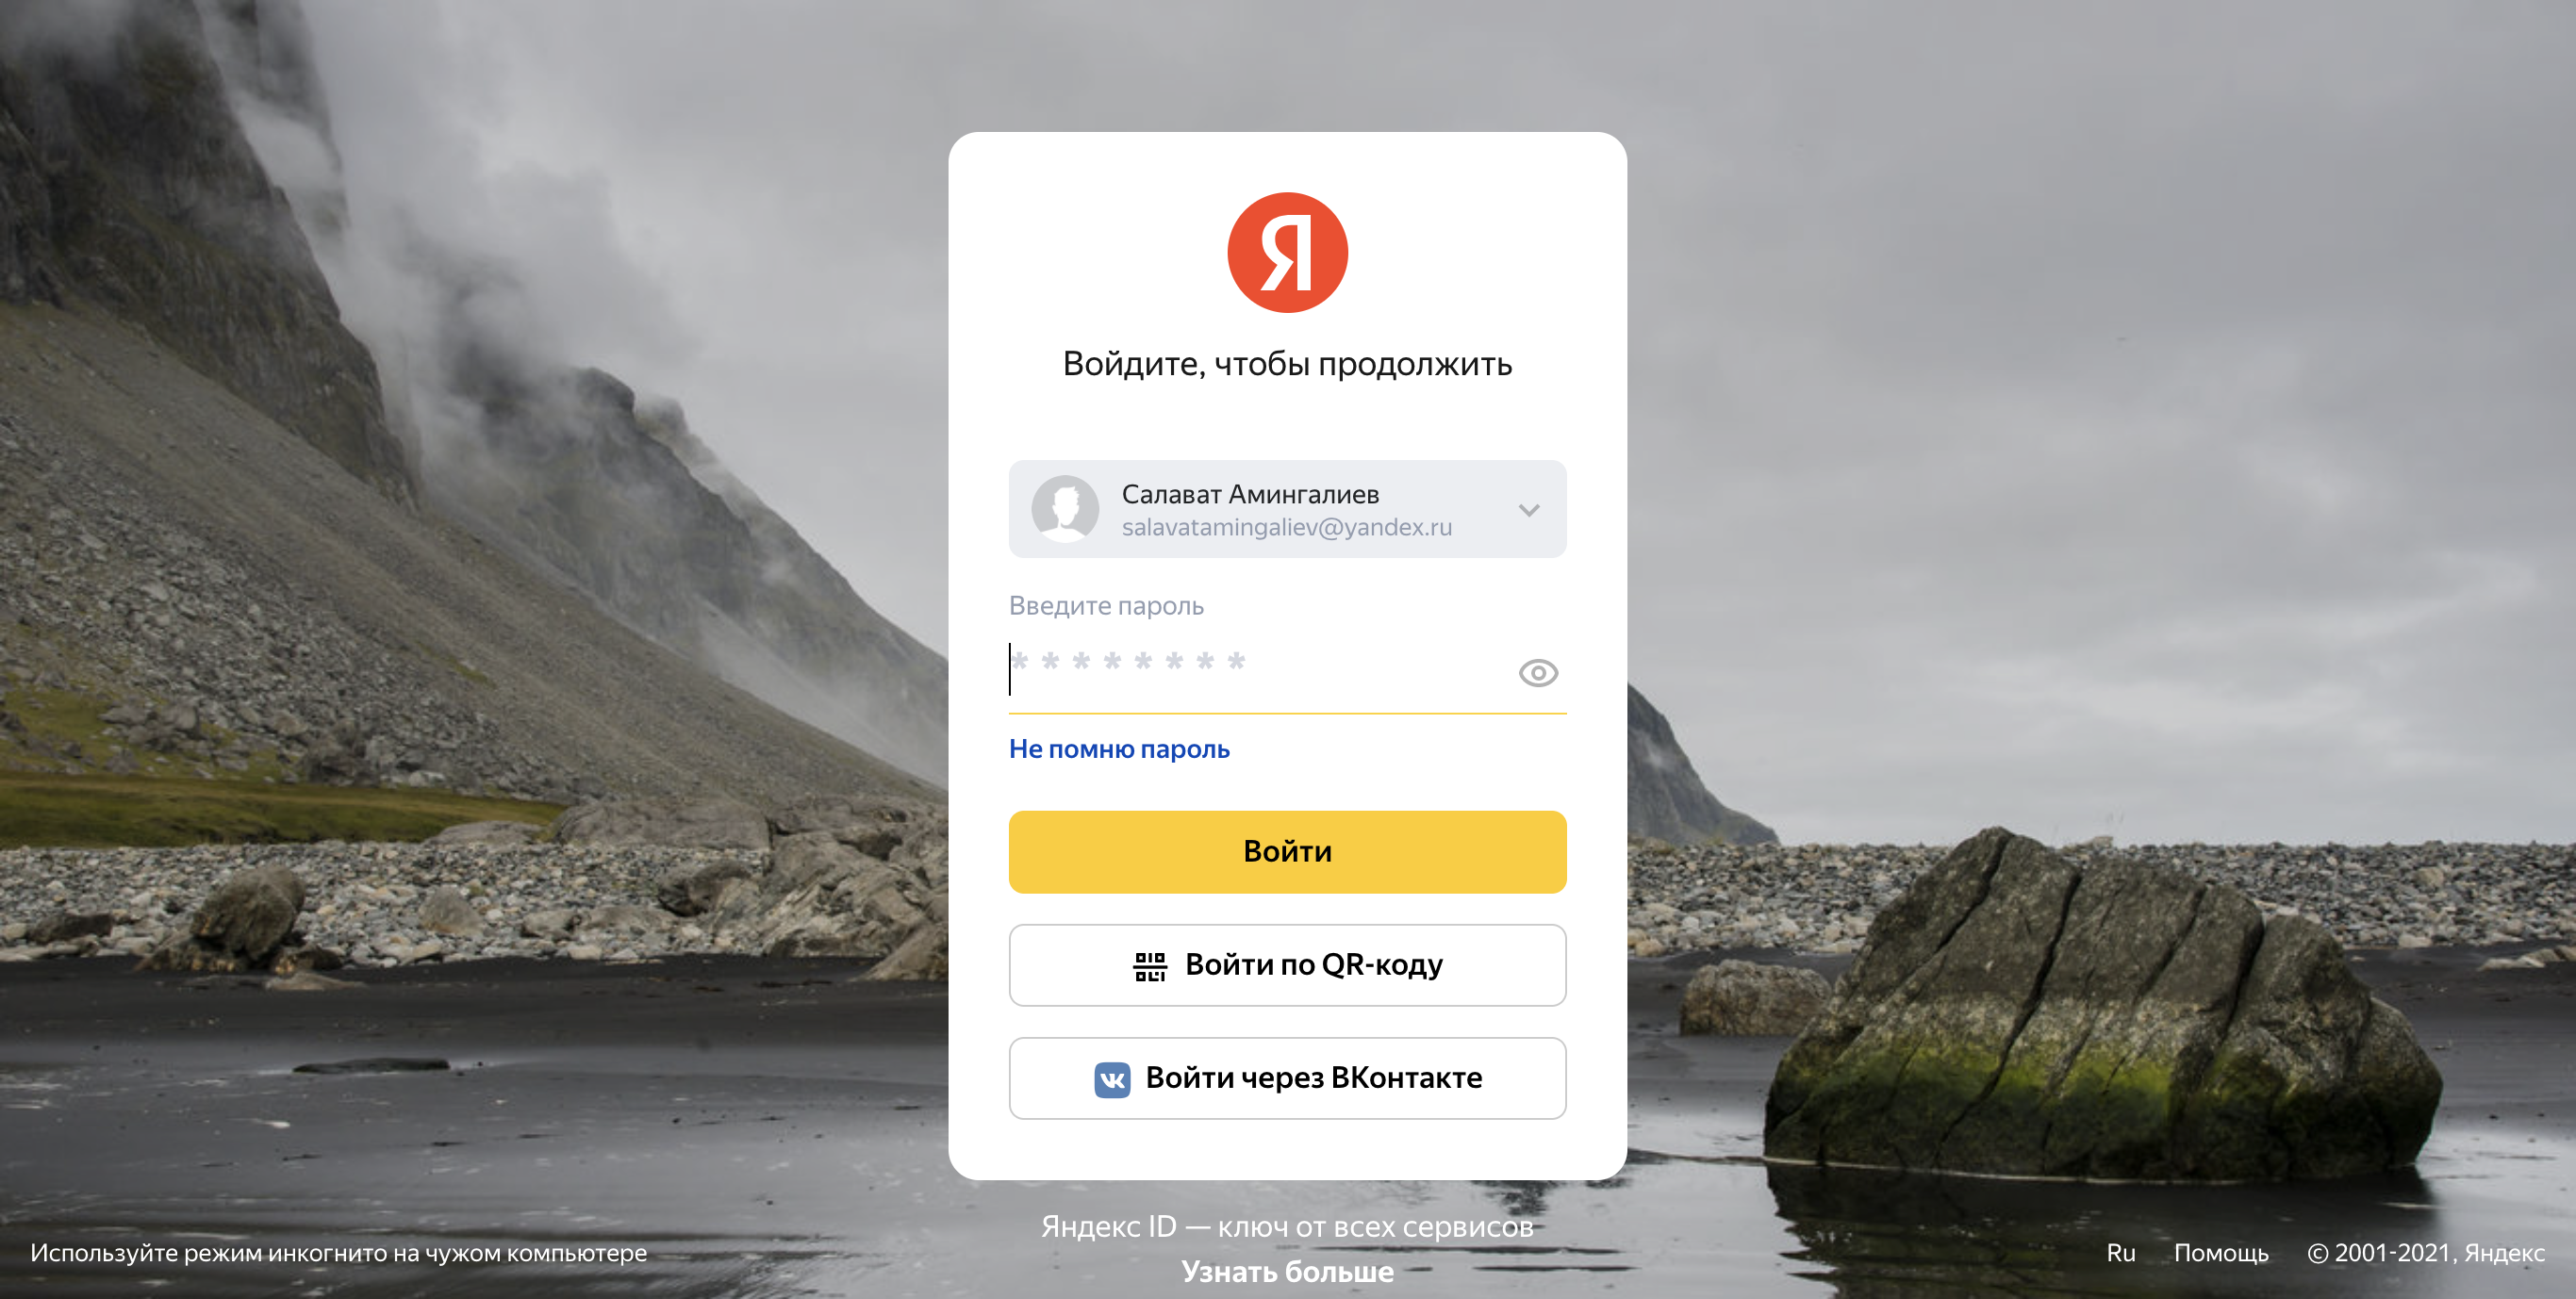 Я
Войдите, чтобы продолжить
Салават Амингалиев
salavatamingaliev@yandex.ru
Введите пароль
* * * * * * * *
Не помню пароль
Войти
Войти по QR-коду
Войти через ВКонтакте
Яндекс ID — ключ от всех сервисов
Узнать больше
Используйте режим инкогнито на чужом компьютере
Ru Помощь © 2001-2021, Яндекс